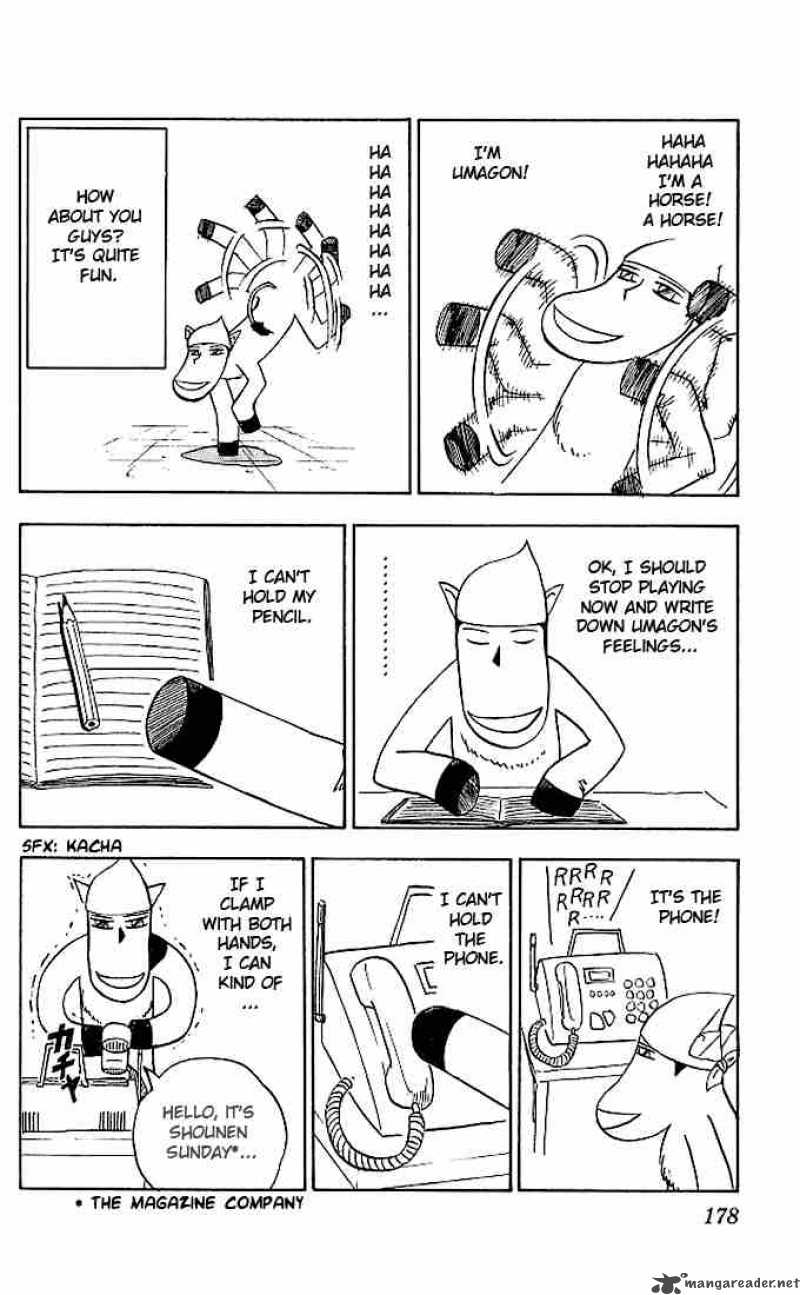 HAHA
HAHAHA
I'M A
HORSE!
A HORSE!
I'M
UMAGON!
HA
HA
HA
HA
HA
HA
HA
HA
...
HOW
ABOUT YOU
GUYS?
IT'S QUITE
FUN.
OK, I SHOULD
STOP PLAYING
NOW AND WRITE
DOWN UMAGON'S
FEELINGS...
I CAN'T
HOLD MY
PENCIL.
RRRR
RRRR
R....
IT'S THE
PHONE!
I CAN'T
HOLD
THE
PHONE.
SFX: KACHA
IF I
CLAMP
WITH BOTH
HANDS,
I CAN
KIND OF
...
カチャ
HELLO, IT'S
SHOUNEN
SUNDAY*...
* THE MAGAZINE COMPANY
178
mangareader.net